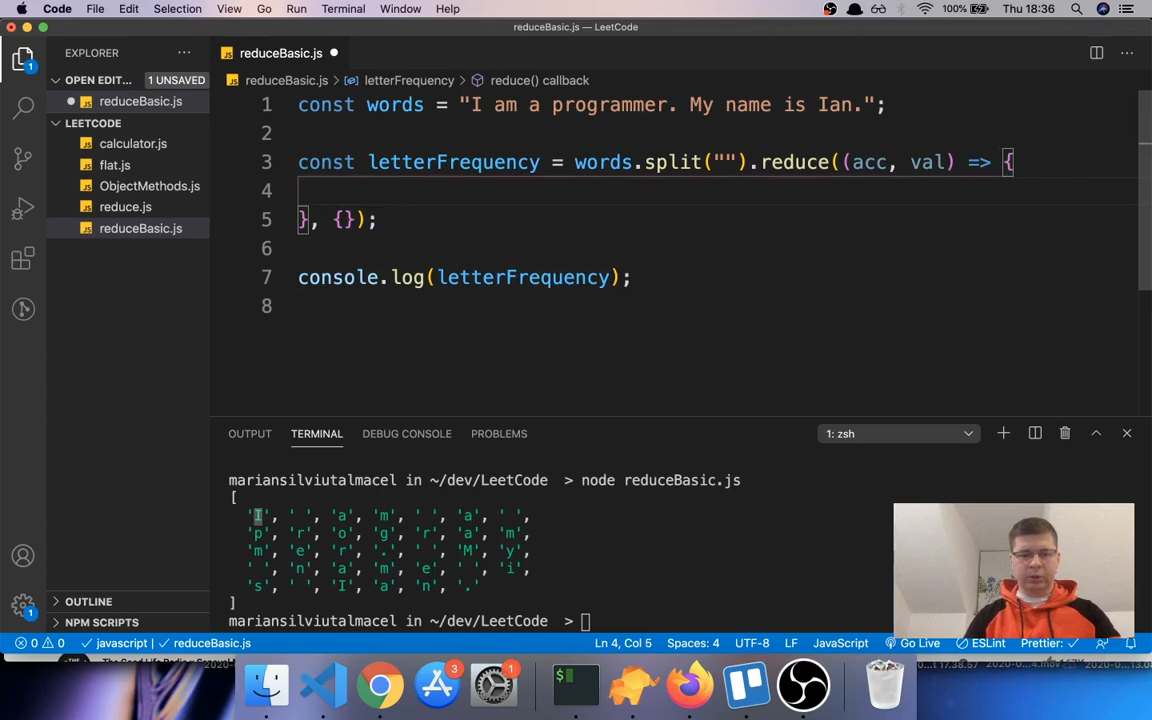 Code File Edit Selection View Go Run Terminal Window Help 100% Thu 18:36
reduceBasic.js — LeetCode
EXPLORER
OPEN EDIT... 1 UNSAVED
reduceBasic.js
LEETCODE
calculator.js
flat.js
ObjectMethods.js
reduce.js
reduceBasic.js
OUTLINE
NPM SCRIPTS
reduceBasic.js
reduceBasic.js > letterFrequency > reduce() callback
1 const words = "I am a programmer. My name is Ian.";
2
3 const letterFrequency = words.split("").reduce((acc, val) => {
4
5 }, {});
6
7 console.log(letterFrequency);
8
OUTPUT TERMINAL DEBUG CONSOLE PROBLEMS 1: zsh
mariansilviutalmacel in ~/dev/LeetCode > node reduceBasic.js
[
'I', ' ', 'a', 'm', ' ', 'a', ' ',
'p', 'r', 'o', 'g', 'r', 'a', 'm',
'm', 'e', 'r', '.', ' ', 'M', 'y',
' ', 'n', 'a', 'm', 'e', ' ', 'i',
's', ' ', 'I', 'a', 'n', '.'
]
mariansilviutalmacel in ~/dev/LeetCode >
0 0 javascript | reduceBasic.js Ln 4, Col 5 Spaces: 4 UTF-8 LF JavaScript Go Live ESLint Prettier:
1
1
3
1
$